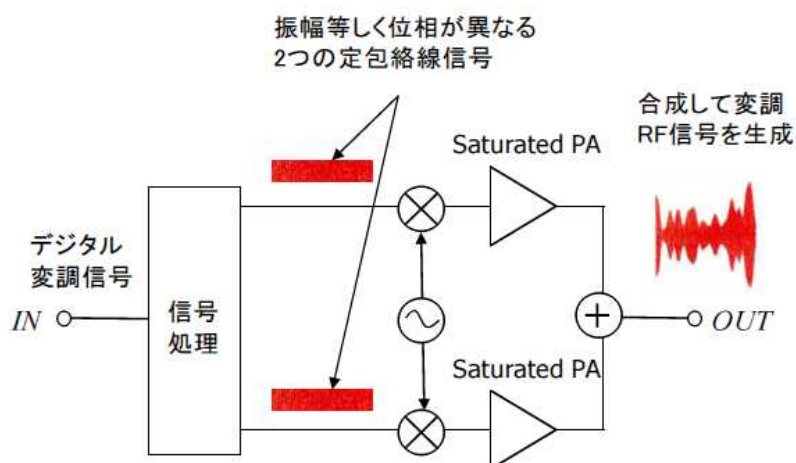 振幅等しく位相が異なる
2つの定包絡線信号
合成して変調
RF信号を生成
Saturated PA
デジタル
変調信号
IN
信号
処理
OUT
Saturated PA